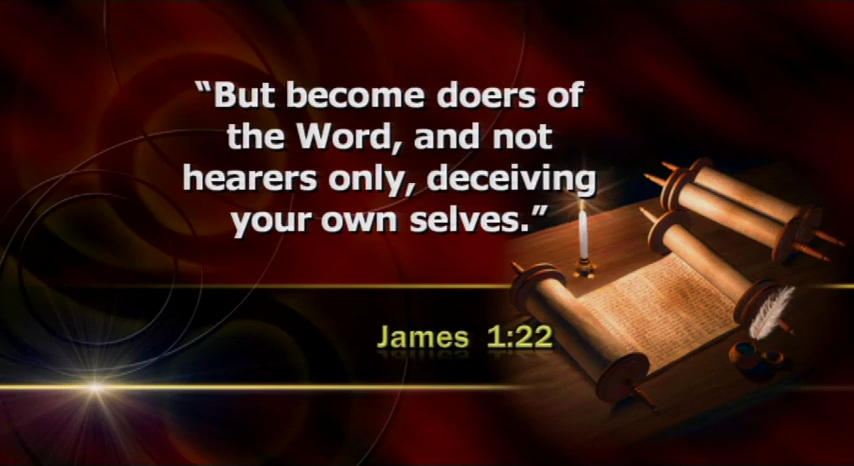 “But become doers of
the Word, and not
hearers only, deceiving
your own selves.”
James 1:22